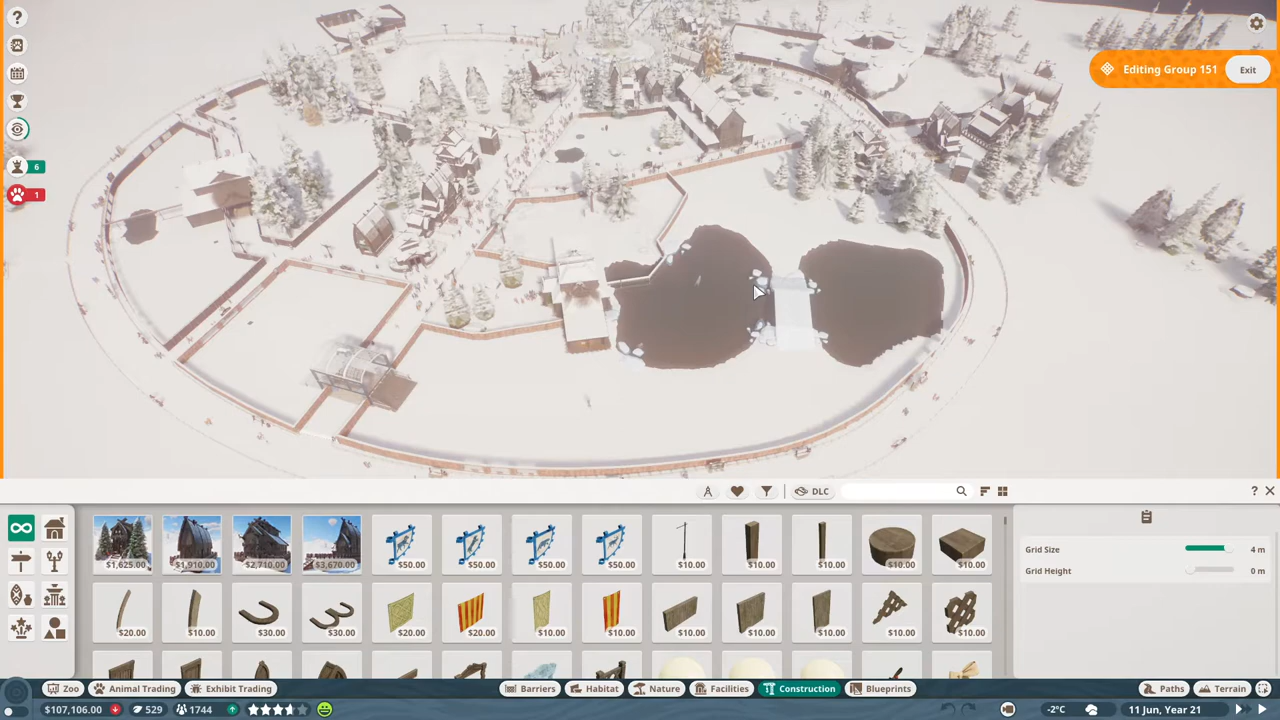 ?
Editing Group 151 Exit
6
1
DLC
? ×
$1,625.00 $1,910.00 $2,710.00 $3,670.00 $50.00 $50.00 $50.00 $50.00 $10.00 $10.00 $10.00 $10.00 $10.00
Grid Size 4 m
Grid Height 0 m
$20.00 $10.00 $30.00 $30.00 $20.00 $20.00 $10.00 $10.00 $10.00 $10.00 $10.00 $10.00 $10.00
Zoo Animal Trading Exhibit Trading Barriers Habitat Nature Facilities Construction Blueprints Paths Terrain
$107,106.00 529 1744 -2°C 11 Jun, Year 21